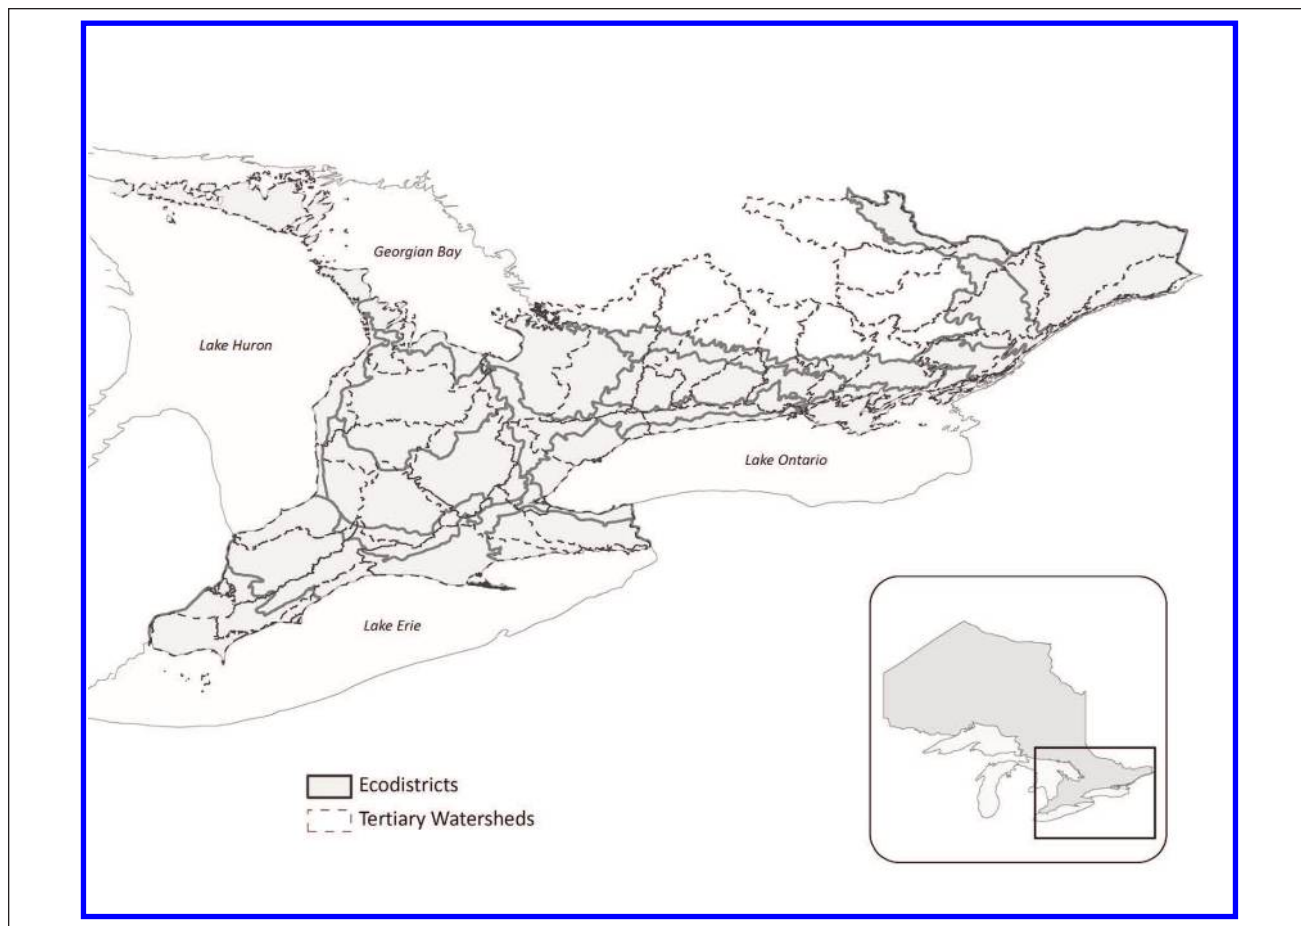 Georgian Bay
Lake Huron
Lake Ontario
Lake Erie
Ecodistricts
Tertiary Watersheds